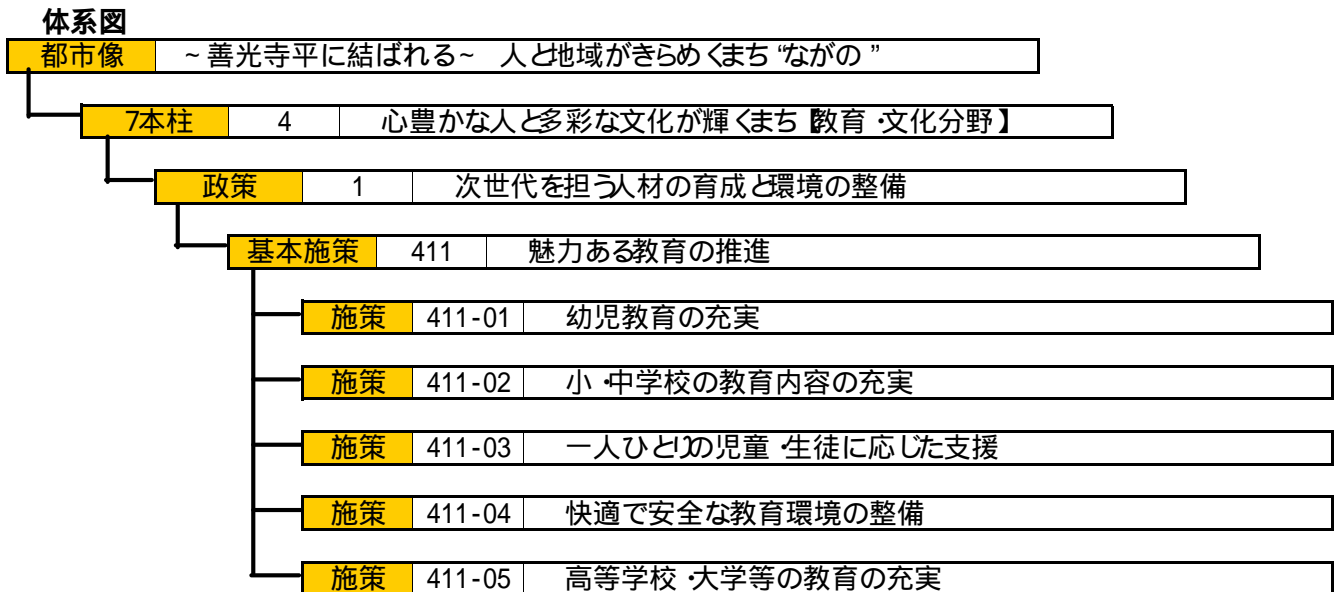 体系図
都市像 ~善光寺平に結ばれる~ 人と地域がきらめくまち“ながの”
7本柱 4 心豊かな人と多彩な文化が輝くまち【教育・文化分野】
政策 1 次世代を担う人材の育成と環境の整備
基本施策 411 魅力ある教育の推進
施策 411-01 幼児教育の充実
施策 411-02 小・中学校の教育内容の充実
施策 411-03 一人ひとりの児童・生徒に応じた支援
施策 411-04 快適で安全な教育環境の整備
施策 411-05 高等学校・大学等の教育の充実